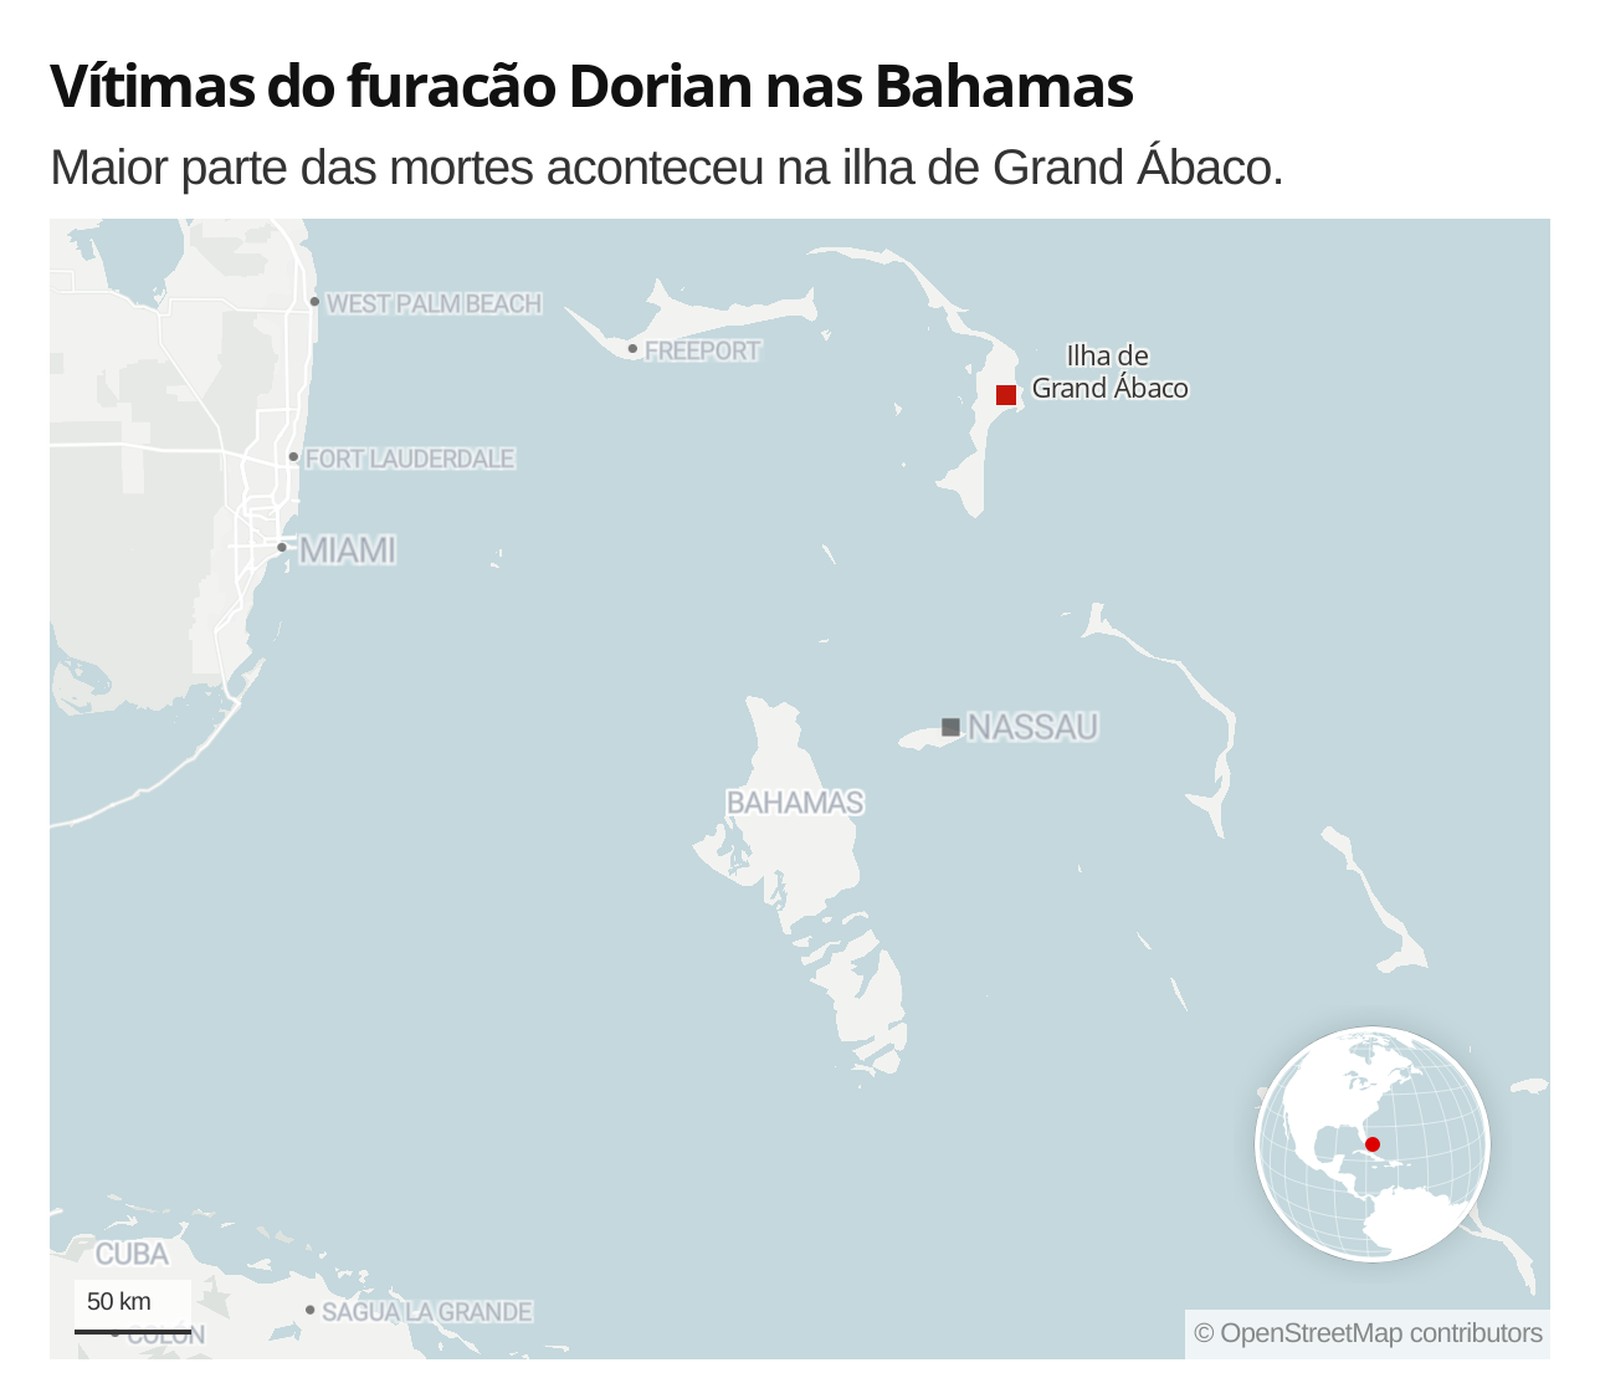 Vítimas do furacão Dorian nas Bahamas
Maior parte das mortes aconteceu na ilha de Grand Ábaco.
WEST PALM BEACH
FREEPORT
Ilha de
Grand Ábaco
FORT LAUDERDALE
MIAMI
NASSAU
BAHAMAS
CUBA
50 km
SAGUA LA GRANDE
COLÓN
© OpenStreetMap contributors